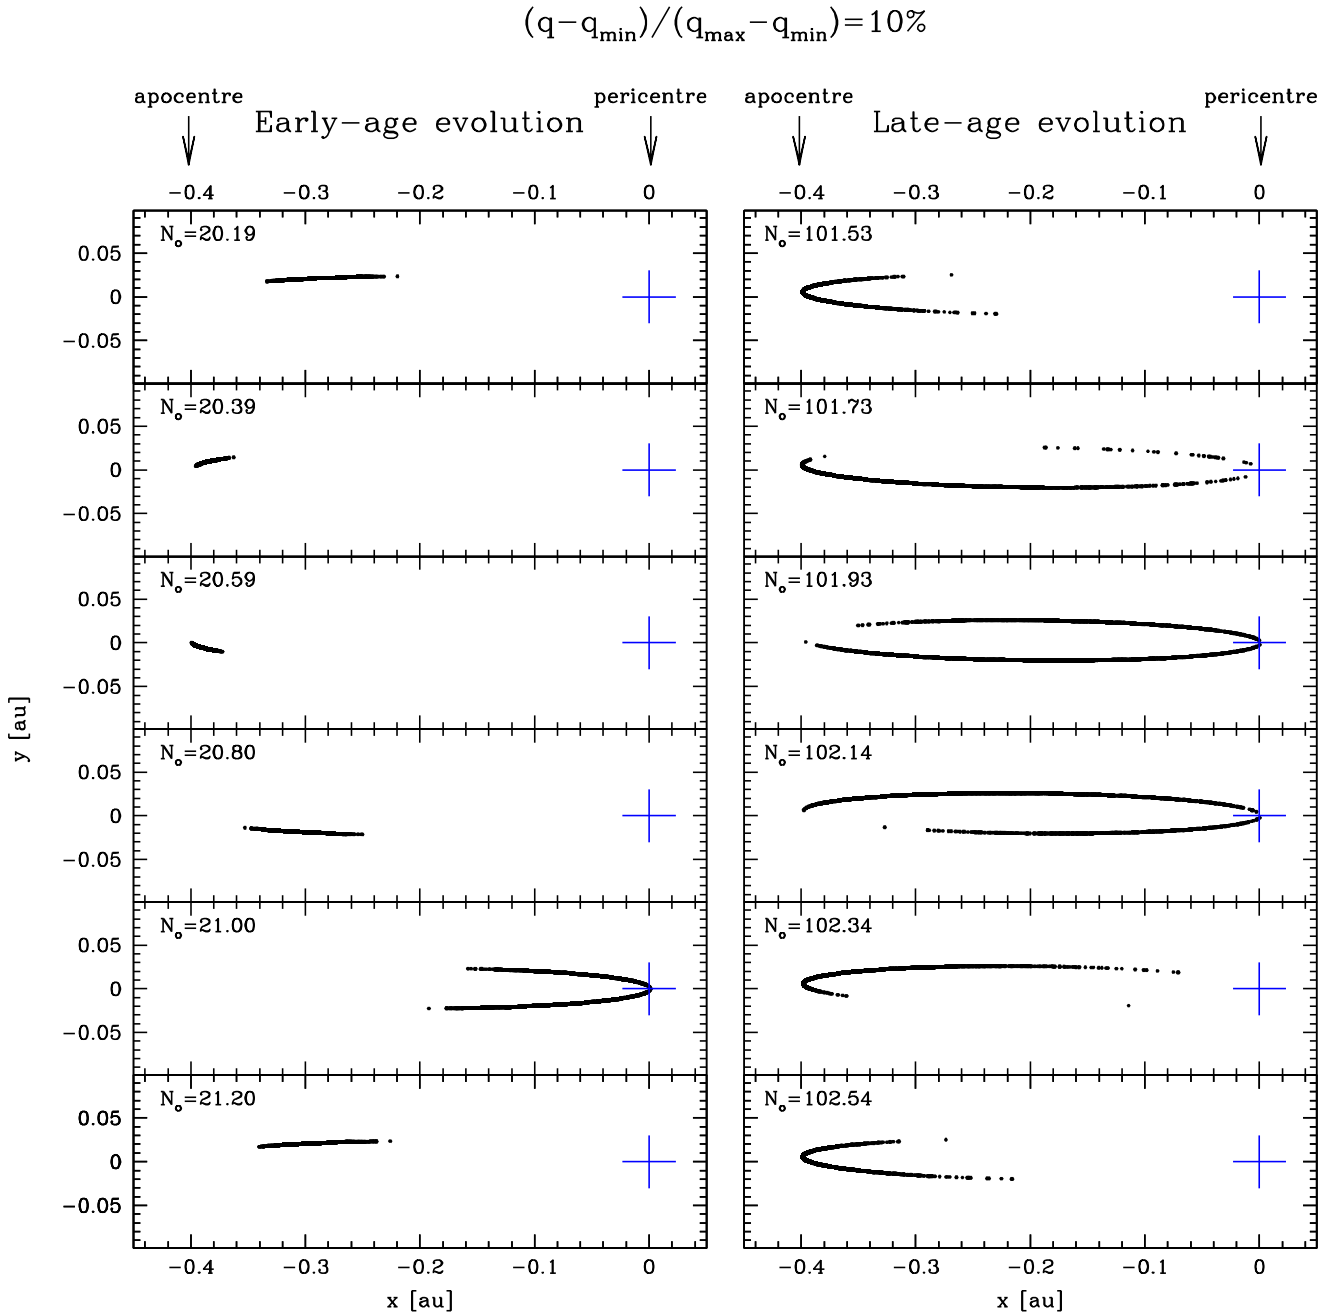 (q−q_min)/(q_max−q_min)=10%
apocentre pericentre apocentre pericentre
Early−age evolution Late−age evolution
−0.4 −0.3 −0.2 −0.1 0 −0.4 −0.3 −0.2 −0.1 0
N_o=20.19 N_o=101.53
0.05
0
−0.05
N_o=20.39 N_o=101.73
0.05
0
−0.05
N_o=20.59 N_o=101.93
0.05
0
−0.05
y [au]
N_o=20.80 N_o=102.14
0.05
0
−0.05
N_o=21.00 N_o=102.34
0.05
0
−0.05
N_o=21.20 N_o=102.54
0.05
0
−0.05
−0.4 −0.3 −0.2 −0.1 0 −0.4 −0.3 −0.2 −0.1 0
x [au] x [au]